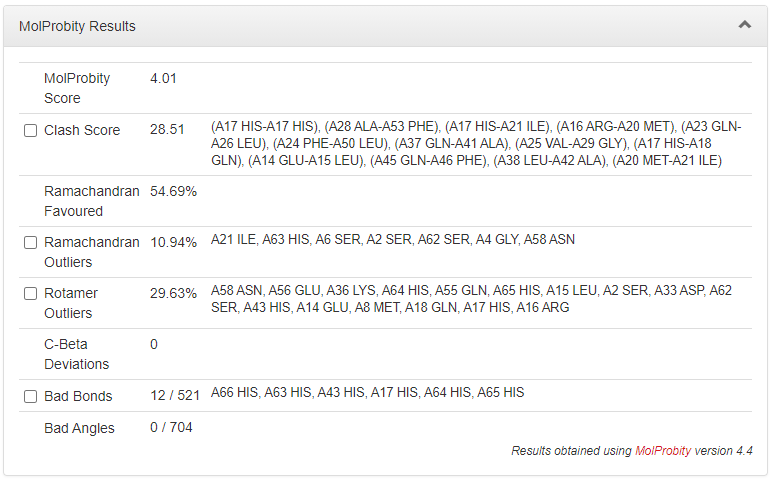 MolProbity Results
MolProbity Score 4.01
Clash Score 28.51 (A17 HIS-A17 HIS), (A28 ALA-A53 PHE), (A17 HIS-A21 ILE), (A16 ARG-A20 MET), (A23 GLN-
A26 LEU), (A24 PHE-A50 LEU), (A37 GLN-A41 ALA), (A25 VAL-A29 GLY), (A17 HIS-A18
GLN), (A14 GLU-A15 LEU), (A45 GLN-A46 PHE), (A38 LEU-A42 ALA), (A20 MET-A21 ILE)
Ramachandran Favoured 54.69%
Ramachandran Outliers 10.94% A21 ILE, A63 HIS, A6 SER, A2 SER, A62 SER, A4 GLY, A58 ASN
Rotamer Outliers 29.63% A58 ASN, A56 GLU, A36 LYS, A64 HIS, A55 GLN, A65 HIS, A15 LEU, A2 SER, A33 ASP, A62
SER, A43 HIS, A14 GLU, A8 MET, A18 GLN, A17 HIS, A16 ARG
C-Beta Deviations 0
Bad Bonds 12 / 521 A66 HIS, A63 HIS, A43 HIS, A17 HIS, A64 HIS, A65 HIS
Bad Angles 0 / 704
Results obtained using MolProbity version 4.4